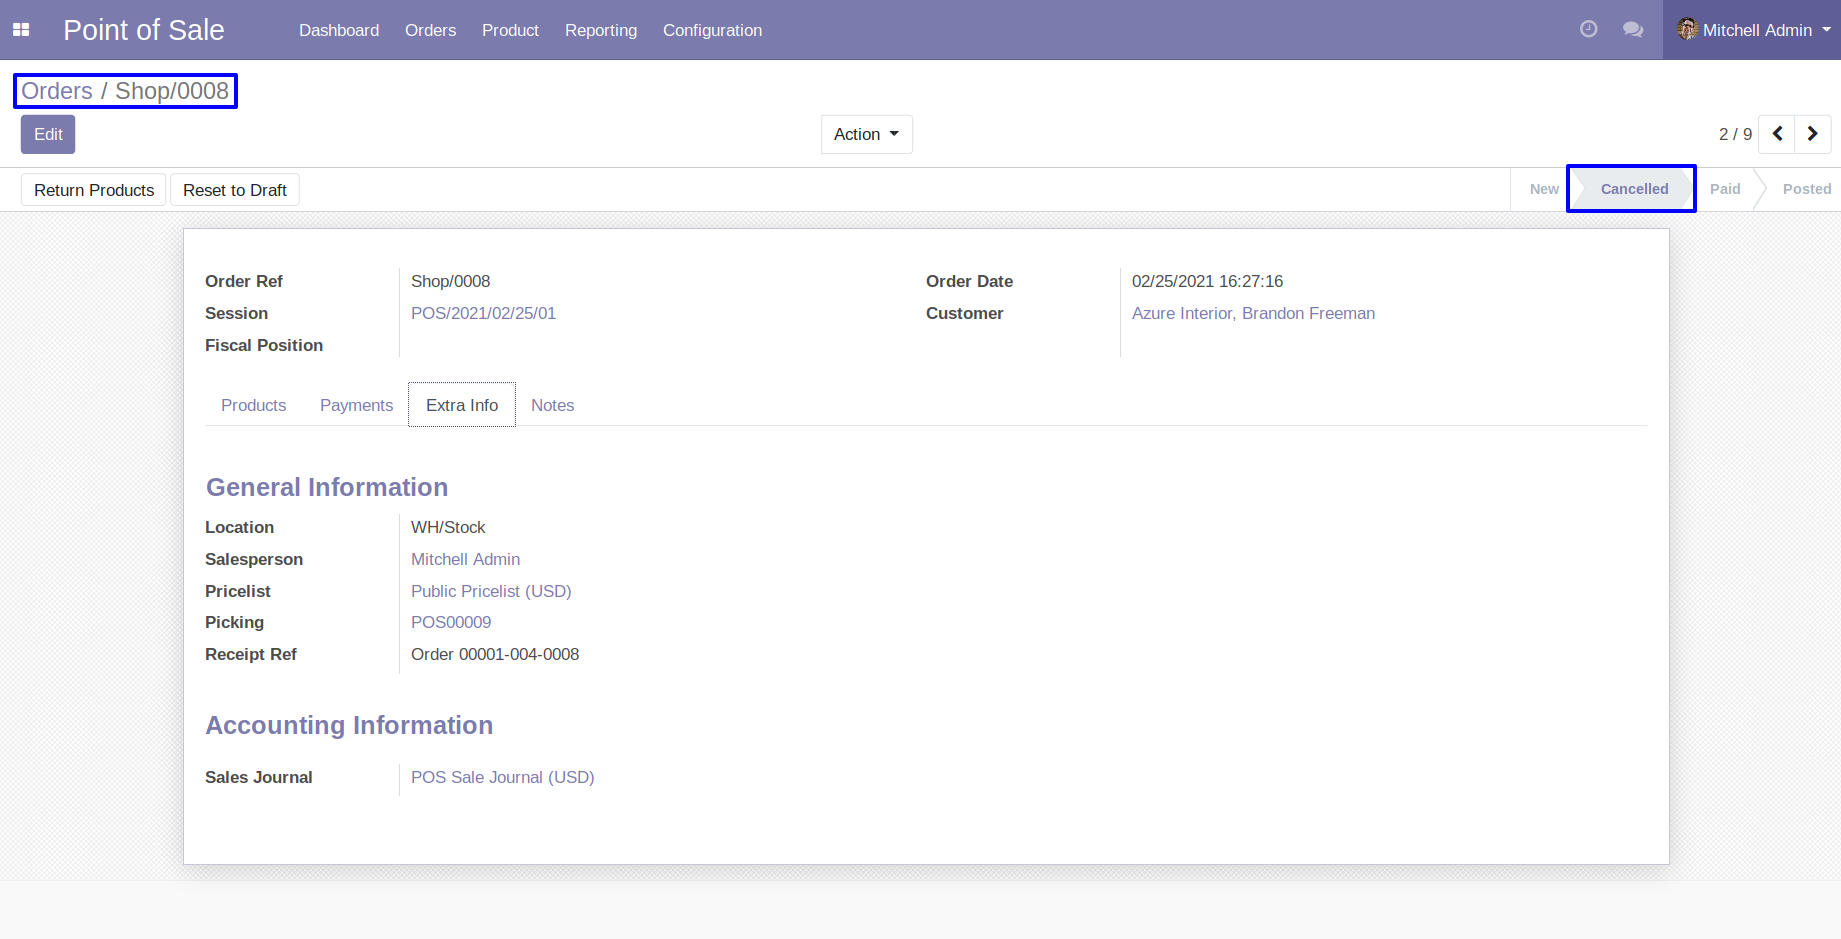 Point of Sale Dashboard Orders Product Reporting Configuration Mitchell Admin
Orders / Shop/0008
Edit Action 2 / 9
Return Products Reset to Draft New Cancelled Paid Posted
Order Ref Shop/0008 Order Date 02/25/2021 16:27:16
Session POS/2021/02/25/01 Customer Azure Interior, Brandon Freeman
Fiscal Position
Products Payments Extra Info Notes
General Information
Location WH/Stock
Salesperson Mitchell Admin
Pricelist Public Pricelist (USD)
Picking POS00009
Receipt Ref Order 00001-004-0008
Accounting Information
Sales Journal POS Sale Journal (USD)